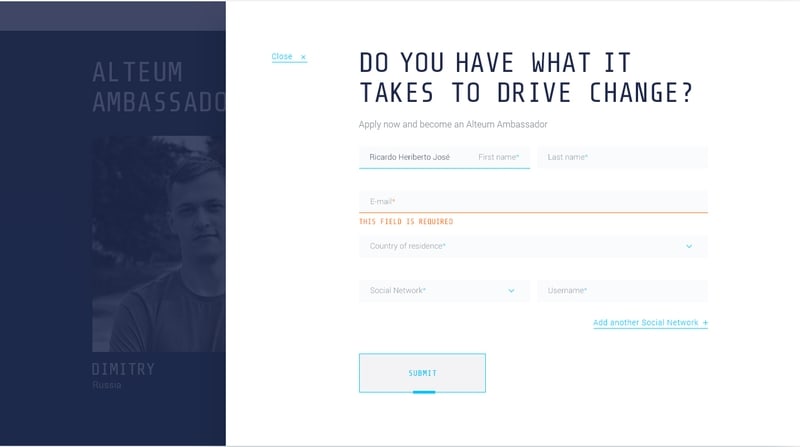 ALTEUM
AMBASSADO
DIMITRY
Russia
Close ×
DO YOU HAVE WHAT IT
TAKES TO DRIVE CHANGE?
Apply now and become an Alteum Ambassador
Ricardo Heriberto José First name*
Last name*
E-mail*
THIS FIELD IS REQUIRED
Country of residence*
Social Network*
Username*
Add another Social Network +
SUBMIT